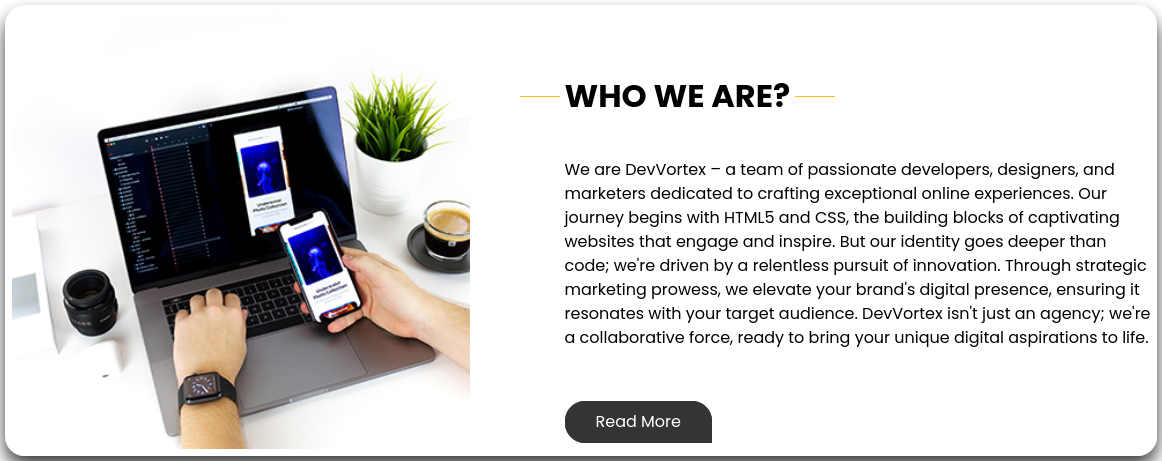 WHO WE ARE?
We are DevVortex – a team of passionate developers, designers, and
marketers dedicated to crafting exceptional online experiences. Our
journey begins with HTML5 and CSS, the building blocks of captivating
websites that engage and inspire. But our identity goes deeper than
code; we're driven by a relentless pursuit of innovation. Through strategic
marketing prowess, we elevate your brand's digital presence, ensuring it
resonates with your target audience. DevVortex isn't just an agency; we're
a collaborative force, ready to bring your unique digital aspirations to life.
Read More
Underwater
Photo Collection
Underwater
Photo Collection